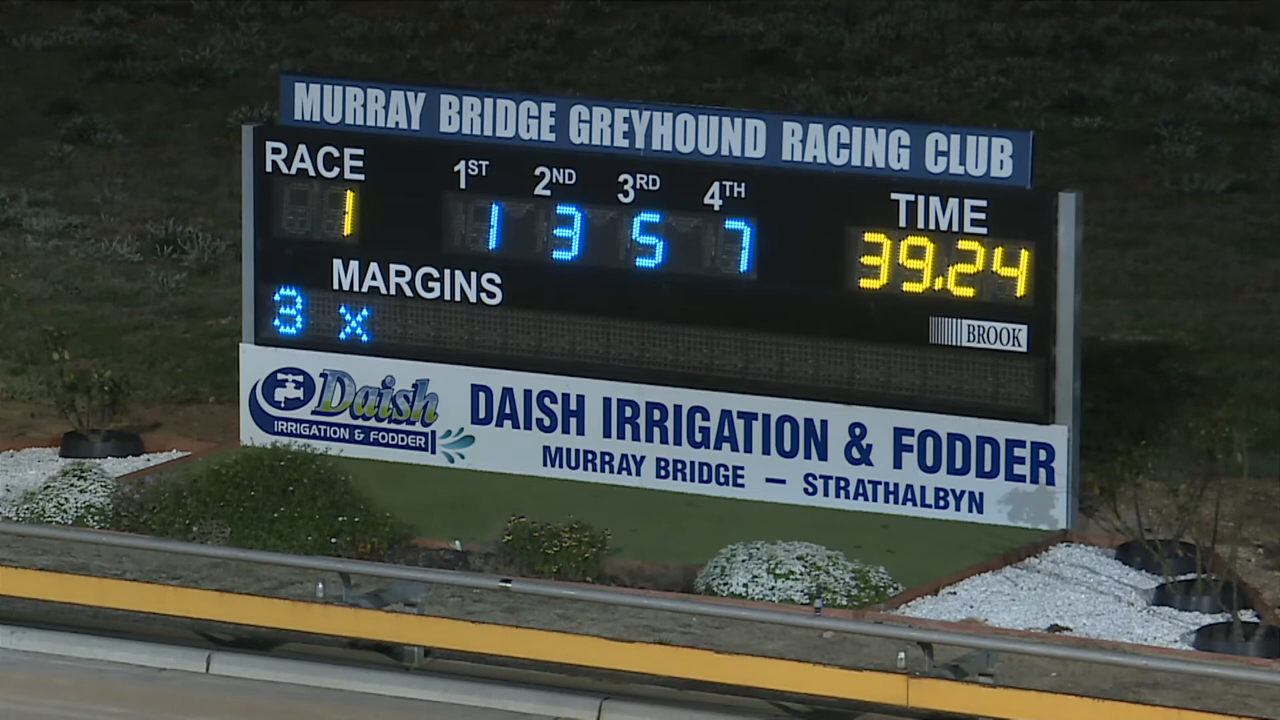 MURRAY BRIDGE GREYHOUND RACING CLUB
RACE 1ST 2ND 3RD 4TH TIME
1 1 3 5 7 39.24
MARGINS
3 x
BROOK
Daish
IRRIGATION & FODDER
DAISH IRRIGATION & FODDER
MURRAY BRIDGE – STRATHALBYN